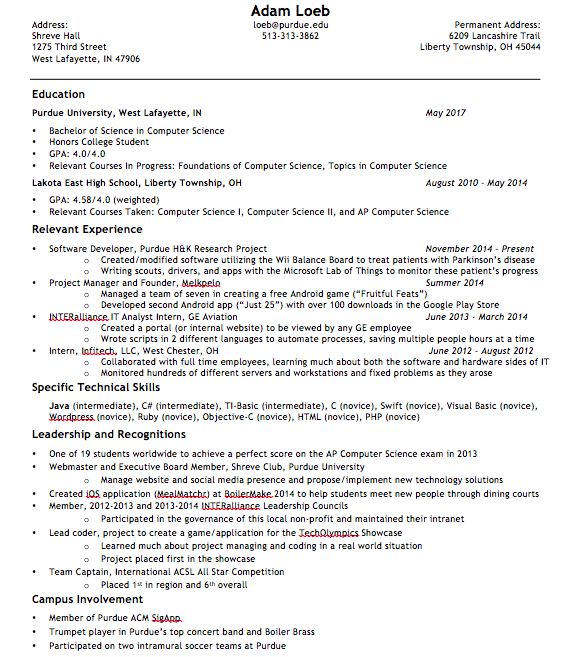 Adam Loeb
Address: loeb@purdue.edu Permanent Address:
Shreve Hall 513-313-3862 6209 Lancashire Trail
1275 Third Street Liberty Township, OH 45044
West Lafayette, IN 47906
Education
Purdue University, West Lafayette, IN May 2017
• Bachelor of Science in Computer Science
• Honors College Student
• GPA: 4.0/4.0
• Relevant Courses In Progress: Foundations of Computer Science, Topics in Computer Science
Lakota East High School, Liberty Township, OH August 2010 - May 2014
• GPA: 4.58/4.0 (weighted)
• Relevant Courses Taken: Computer Science I, Computer Science II, and AP Computer Science
Relevant Experience
• Software Developer, Purdue H&K Research Project November 2014 - Present
o Created/modified software utilizing the Wii Balance Board to treat patients with Parkinson's disease
o Writing scouts, drivers, and apps with the Microsoft Lab of Things to monitor these patient's progress
• Project Manager and Founder, Melkpelo Summer 2014
o Managed a team of seven in creating a free Android game ("Fruitful Feats")
o Developed second Android app ("Just 25") with over 100 downloads in the Google Play Store
• INTERalliance IT Analyst Intern, GE Aviation June 2013 - March 2014
o Created a portal (or internal website) to be viewed by any GE employee
o Wrote scripts in 2 different languages to automate processes, saving multiple people hours at a time
• Intern, Infitech, LLC, West Chester, OH June 2012 - August 2012
o Collaborated with full time employees, learning much about both the software and hardware sides of IT
o Monitored hundreds of different servers and workstations and fixed problems as they arose
Specific Technical Skills
Java (intermediate), C# (intermediate), TI-Basic (intermediate), C (novice), Swift (novice), Visual Basic (novice),
Wordpress (novice), Ruby (novice), Objective-C (novice), HTML (novice), PHP (novice)
Leadership and Recognitions
• One of 19 students worldwide to achieve a perfect score on the AP Computer Science exam in 2013
• Webmaster and Executive Board Member, Shreve Club, Purdue University
o Manage website and social media presence and propose/implement new technology solutions
• Created iOS application (MealMatchr) at BoilerMake 2014 to help students meet new people through dining courts
• Member, 2012-2013 and 2013-2014 INTERalliance Leadership Councils
o Participated in the governance of this local non-profit and maintained their intranet
• Lead coder, project to create a game/application for the TechOlympics Showcase
o Learned much about project managing and coding in a real world situation
o Project placed first in the showcase
• Team Captain, International ACSL All Star Competition
o Placed 1st in region and 6th overall
Campus Involvement
• Member of Purdue ACM SigApp
• Trumpet player in Purdue's top concert band and Boiler Brass
• Participated on two intramural soccer teams at Purdue